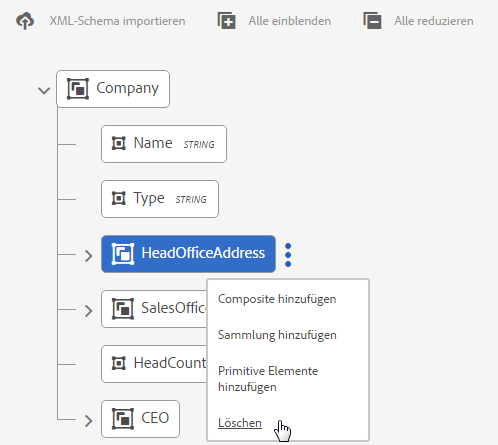 XML-Schema importieren Alle einblenden Alle reduzieren
Company
Name STRING
Type STRING
HeadOfficeAddress
Composite hinzufügen
SalesOffic
Sammlung hinzufügen
HeadCount
Primitive Elemente
hinzufügen
CEO
Löschen